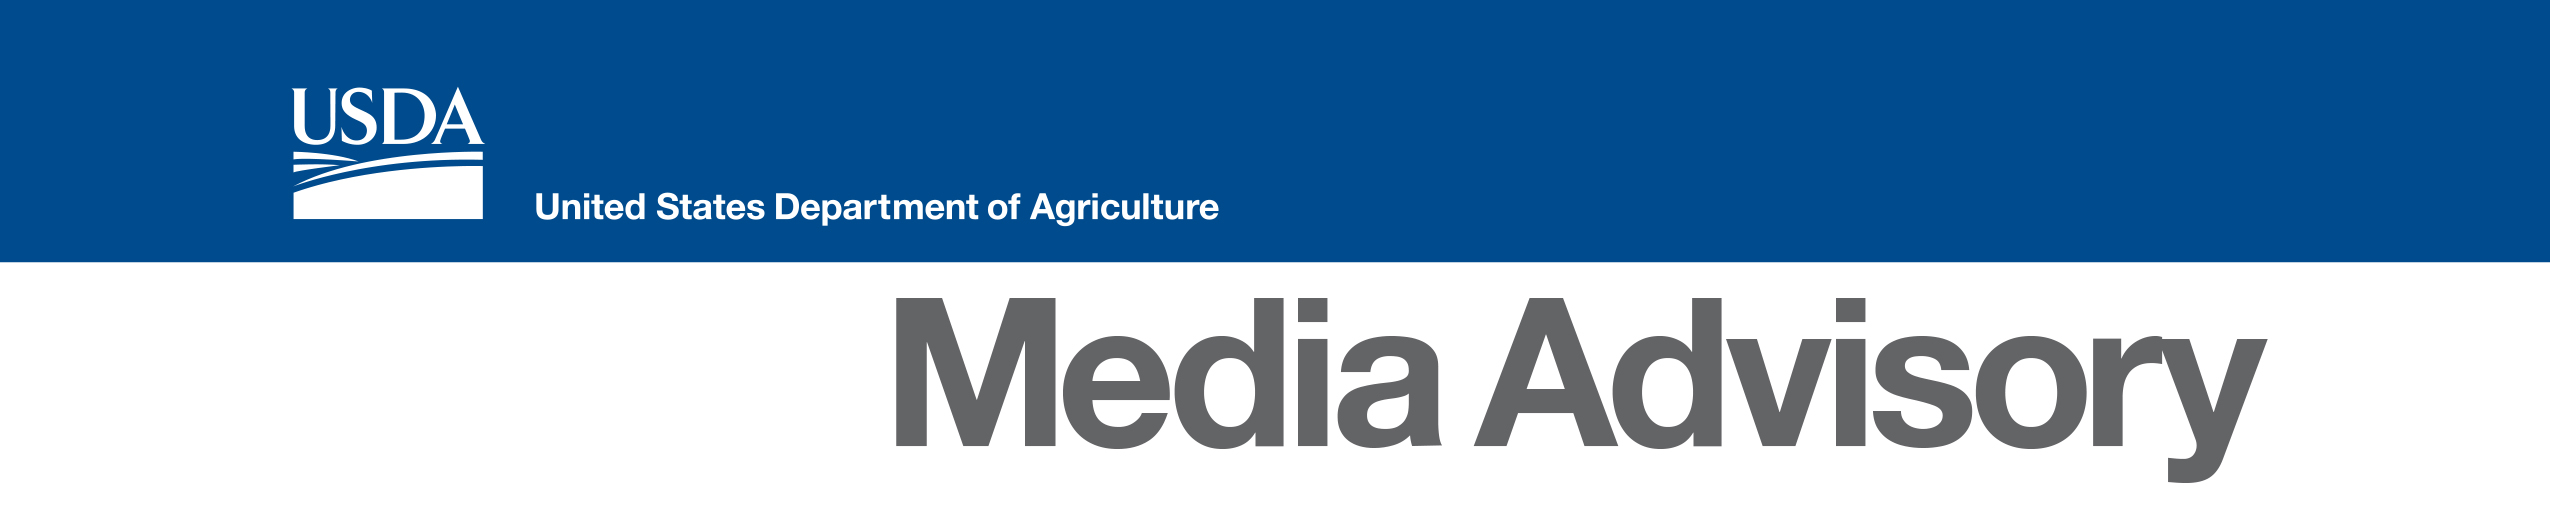 USDA
United States Department of Agriculture
Media Advisory